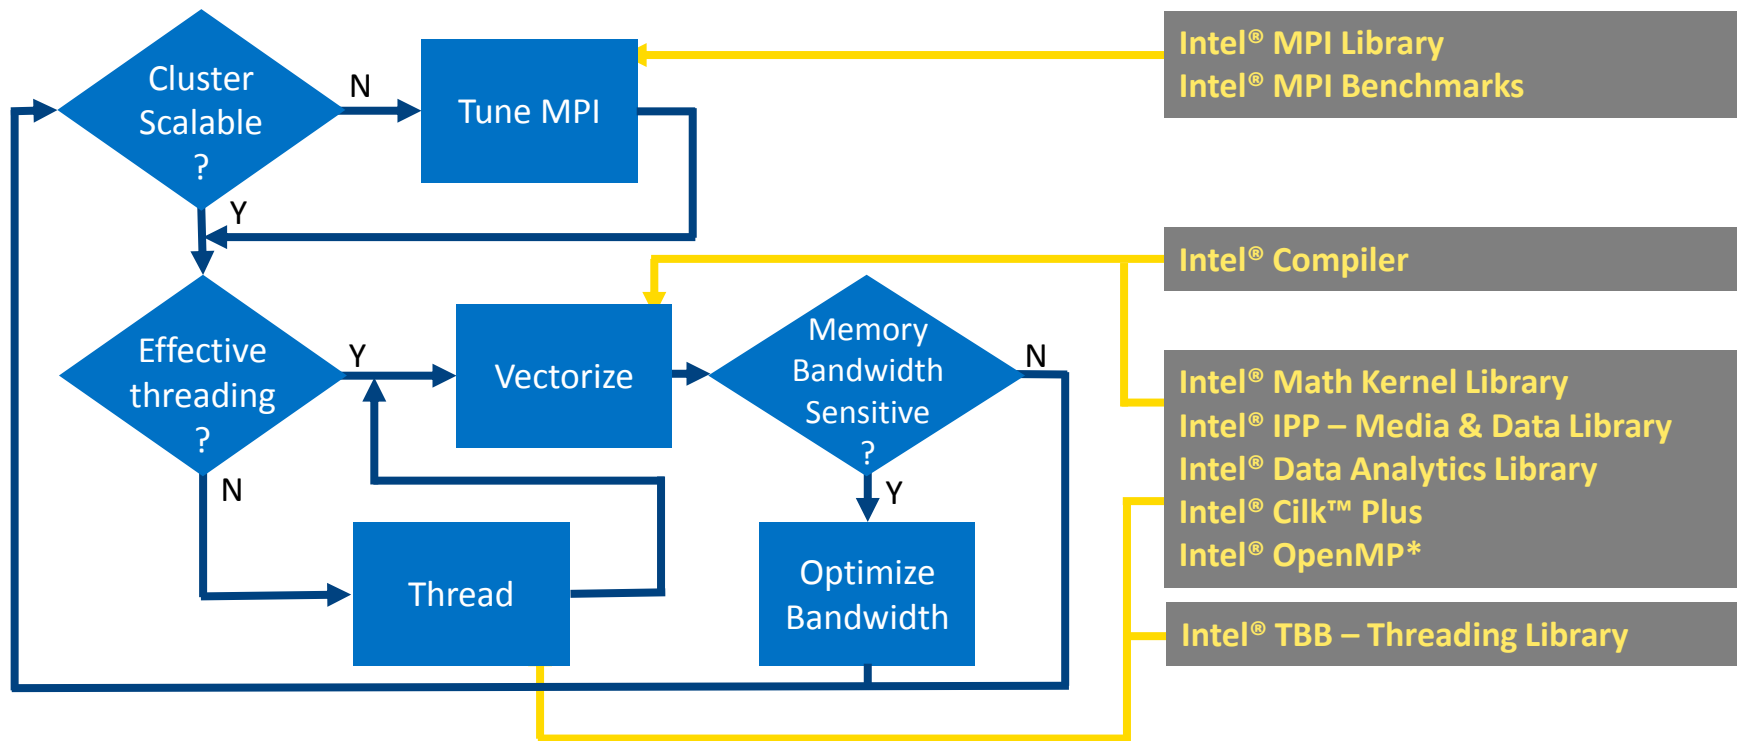 Cluster
Scalable
?
N
Tune MPI
Y
Effective
threading
?
Y
N
Vectorize
Memory
Bandwidth
Sensitive
?
N
Y
Thread
Optimize
Bandwidth
Intel® MPI Library
Intel® MPI Benchmarks
Intel® Compiler
Intel® Math Kernel Library
Intel® IPP – Media & Data Library
Intel® Data Analytics Library
Intel® Cilk™ Plus
Intel® OpenMP*
Intel® TBB – Threading Library